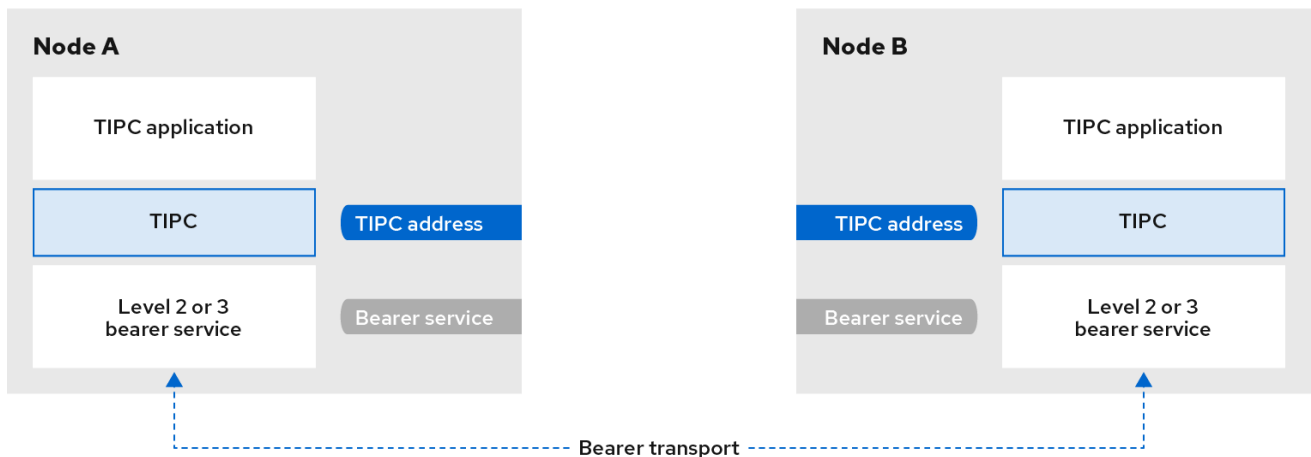 Node A
TIPC application
TIPC
TIPC address
Level 2 or 3
bearer service
Bearer service
Node B
TIPC application
TIPC address
TIPC
Bearer service
Level 2 or 3
bearer service
Bearer transport